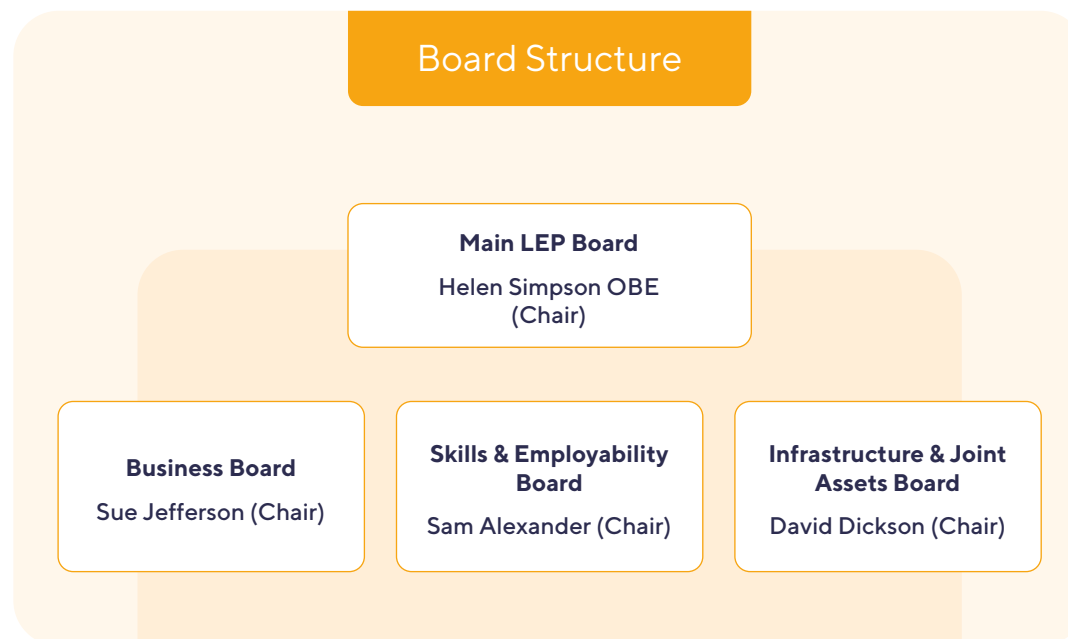 Board Structure
Main LEP Board
Helen Simpson OBE
(Chair)
Business Board
Sue Jefferson (Chair)
Skills & Employability
Board
Sam Alexander (Chair)
Infrastructure & Joint
Assets Board
David Dickson (Chair)